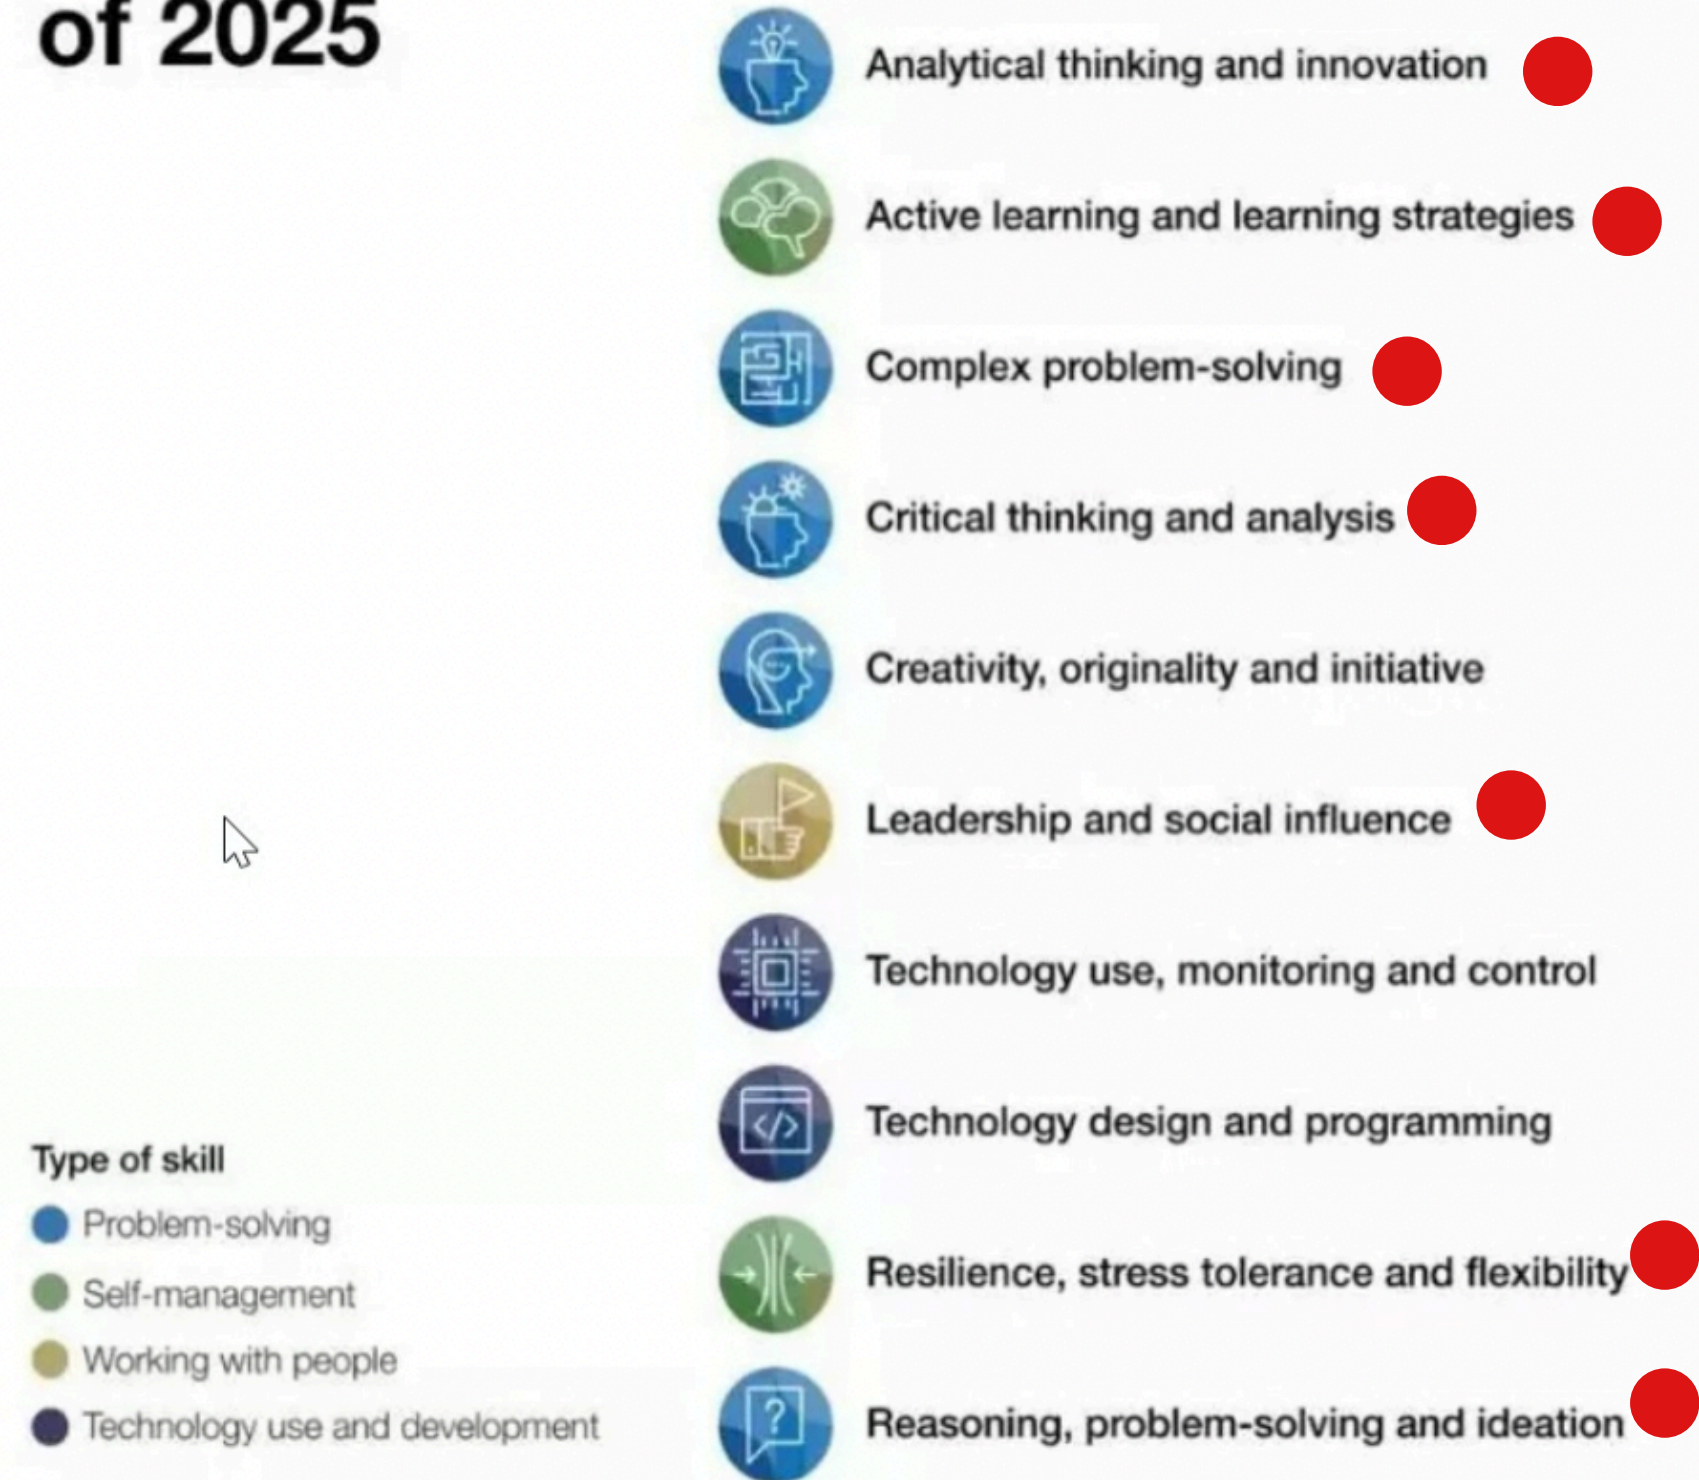 of 2025
Analytical thinking and innovation
Active learning and learning strategies
Complex problem-solving
Critical thinking and analysis
Creativity, originality and initiative
Leadership and social influence
Technology use, monitoring and control
Technology design and programming
</>
Resilience, stress tolerance and flexibility
?
Reasoning, problem-solving and ideation
Type of skill
Problem-solving
Self-management
Working with people
Technology use and development